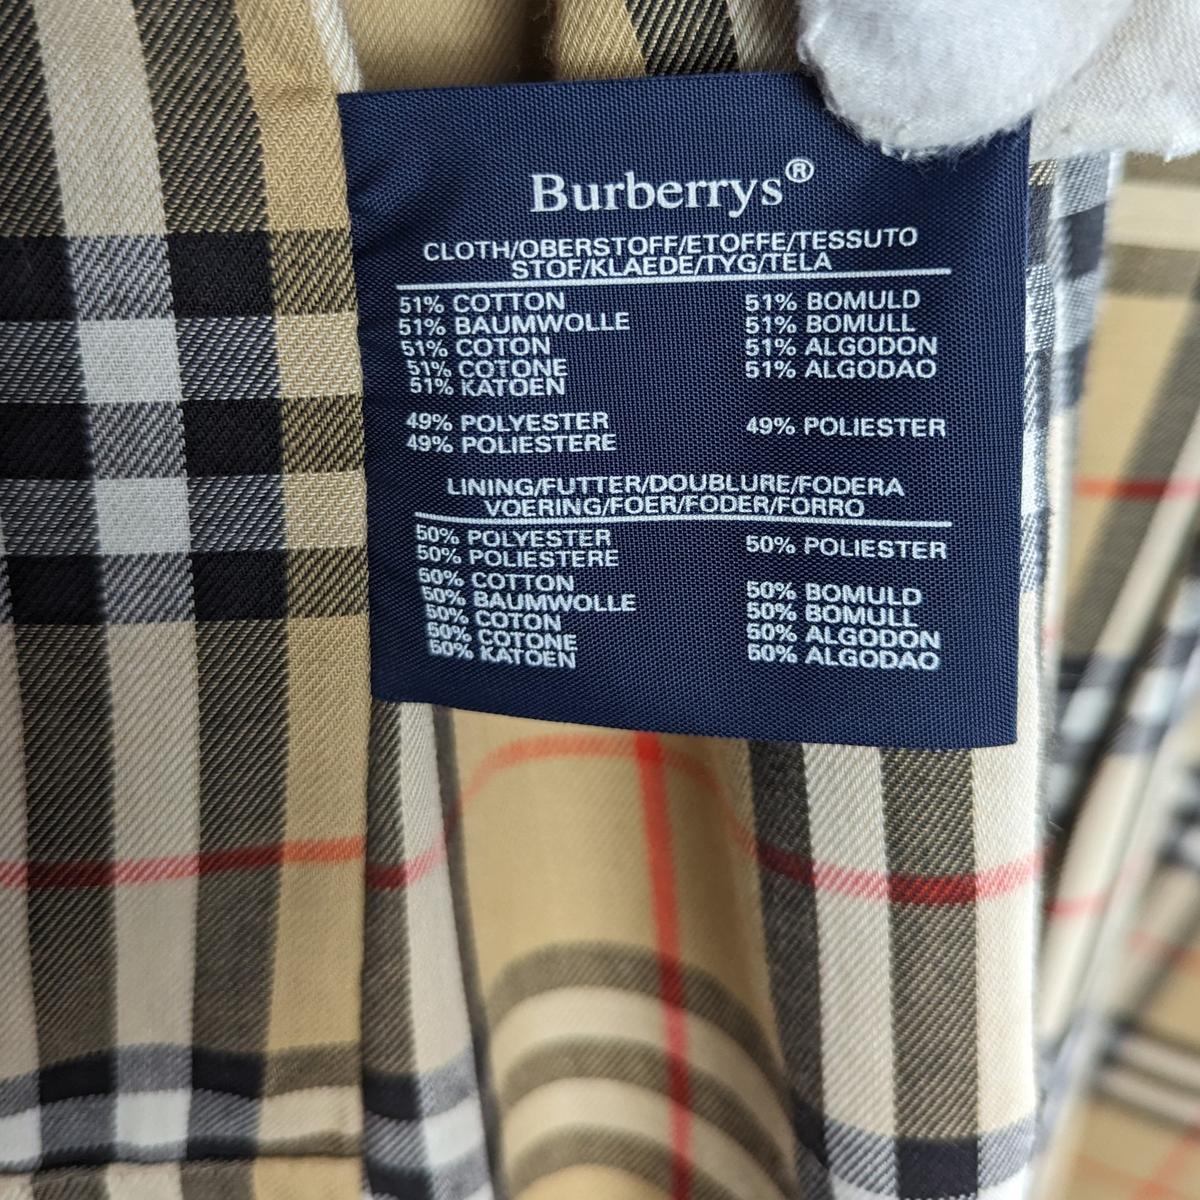 Burberrys®
CLOTH/OBERSTOFF/ETOFFE/TESSUTO
STOF/KLAEDE/TYG/TELA
51% COTTON
51% BAUMWOLLE
51% COTON
51% COTONE
51% KATOEN
51% BOMULD
51% BOMULL
51% ALGODON
51% ALGODAO
49% POLYESTER
49% POLIESTERE
49% POLIESTER
LINING/FUTTER/DOUBLURE/FODERA
VOERING/FOER/FODER/FORRO
50% POLYESTER
50% POLIESTERE
50% POLIESTER
50% COTTON
50% BAUMWOLLE
50% COTON
50% COTONE
50% KATOEN
50% BOMULD
50% BOMULL
50% ALGODON
50% ALGODAO